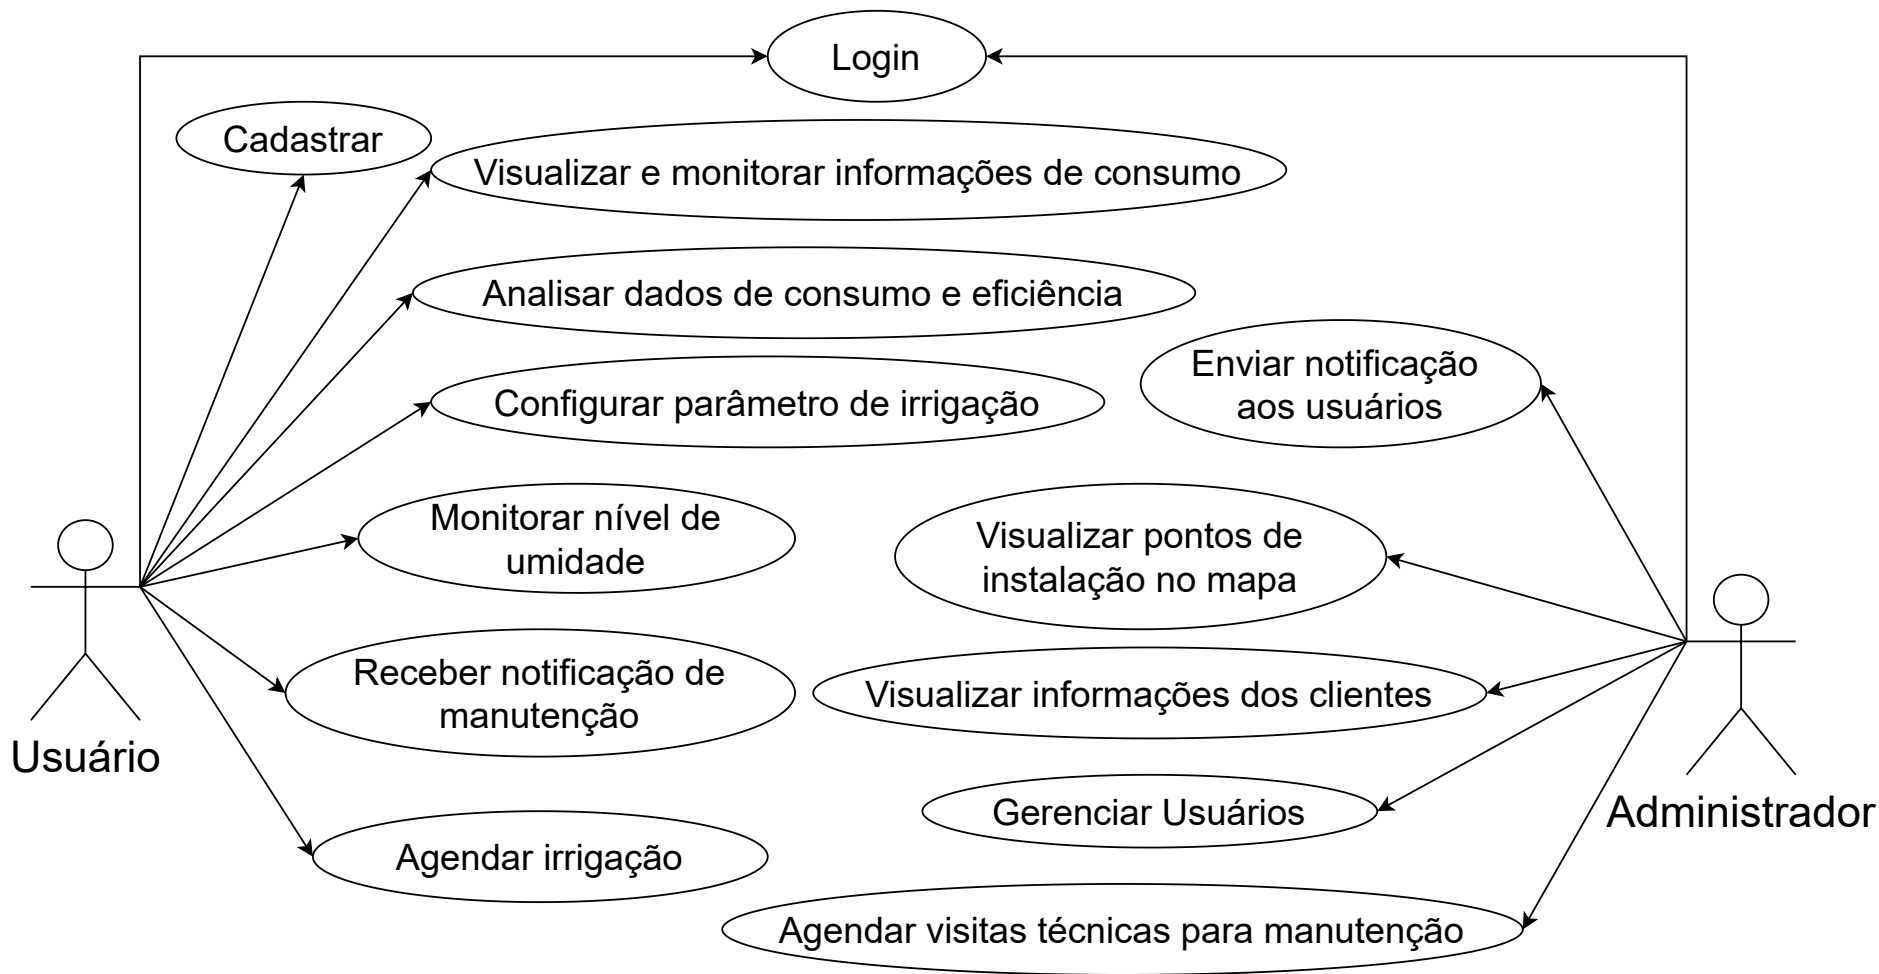 Login
Cadastrar
Visualizar e monitorar informações de consumo
Analisar dados de consumo e eficiência
Enviar notificação
aos usuários
Configurar parâmetro de irrigação
Monitorar nível de
umidade
Visualizar pontos de
instalação no mapa
Receber notificação de
manutenção
Visualizar informações dos clientes
Usuário
Gerenciar Usuários
Administrador
Agendar irrigação
Agendar visitas técnicas para manutenção